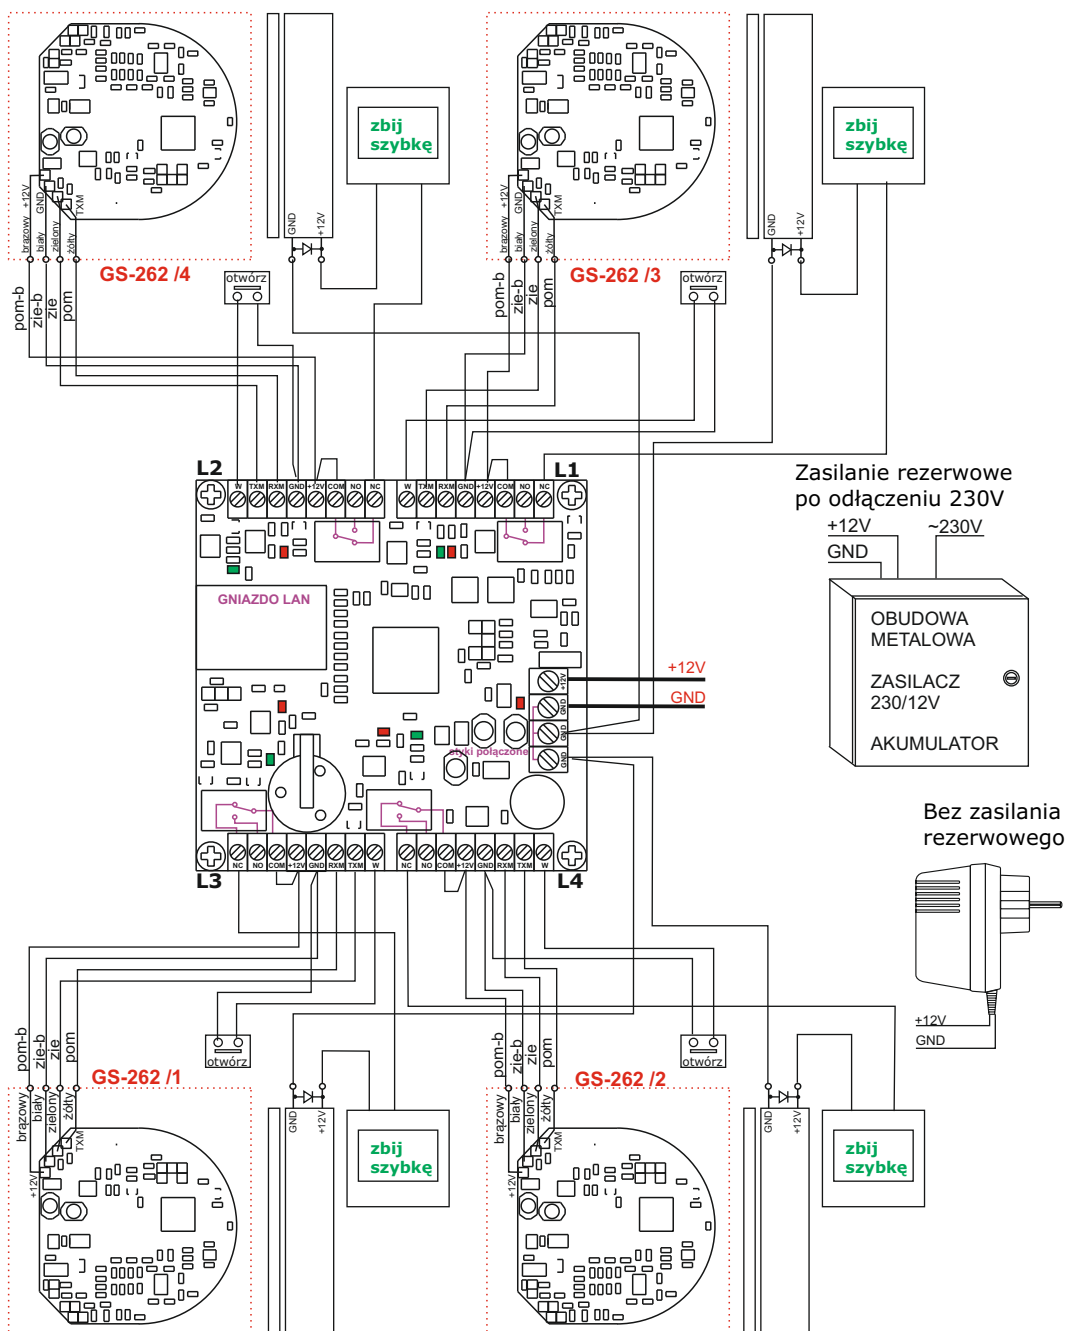 zbij
szybkę
GND
+12V
brązowy +12V
biały GND
zielony
żółty TXM
GS-262 /4
pom-b
zie-b
zie
pom
otwórz
zbij
szybkę
GND
+12V
brązowy +12V
biały GND
zielony
żółty TXM
GS-262 /3
pom-b
zie-b
zie
pom
otwórz
L2
W TXM RXM GND +12V COM NO NC
L1
W TXM RXM GND +12V COM NO NC
Zasilanie rezerwowe
po odłączeniu 230V
+12V
~230V
GND
OBUDOWA
METALOWA
ZASILACZ
230/12V
AKUMULATOR
GNIAZDO LAN
+12V
GND
+12V
GND
GND
GND
styki połączone
L3
NC NO COM +12V GND RXM TXM W
L4
NC NO COM +12V GND RXM TXM W
Bez zasilania
rezerwowego
+12V
GND
pom-b
zie-b
zie
pom
otwórz
GS-262 /1
brązowy
biały
zielony
żółty
TXM
+12V
GND
+12V
zbij
szybkę
pom-b
zie-b
zie
pom
otwórz
GS-262 /2
brązowy
biały
zielony
żółty
TXM
+12V
GND
+12V
zbij
szybkę